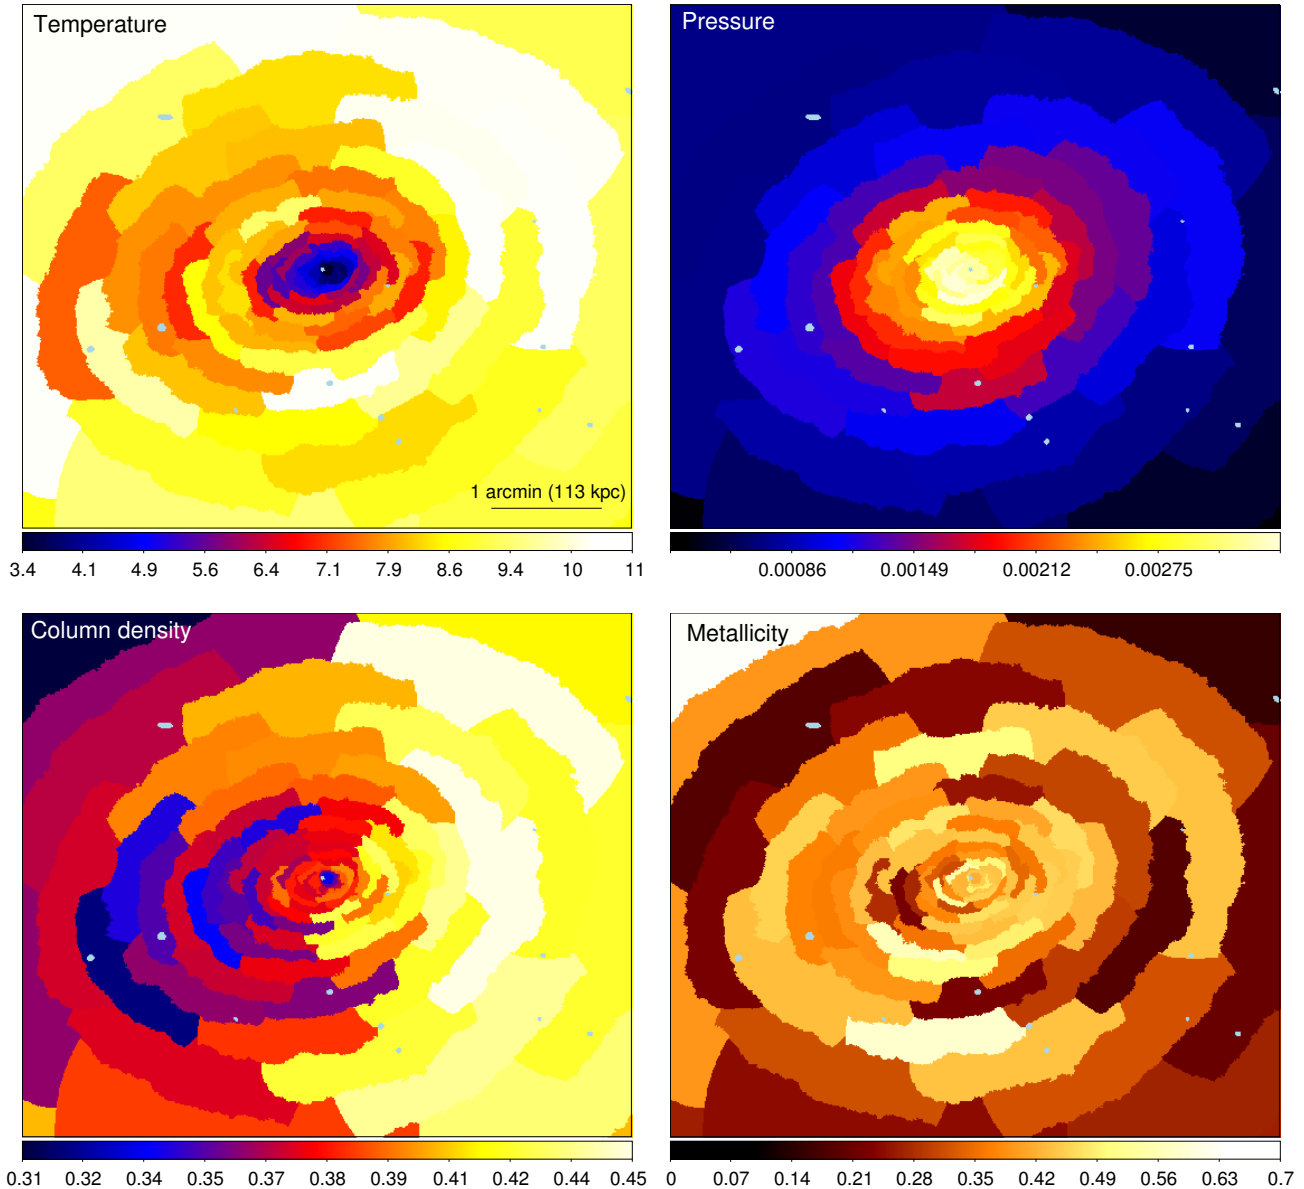 Temperature
Pressure
1 arcmin (113 kpc)
3.4 4.1 4.9 5.6 6.4 7.1 7.9 8.6 9.4 10 11
0.00086 0.00149 0.00212 0.00275
Column density
Metallicity
0.31 0.32 0.34 0.35 0.37 0.38 0.39 0.41 0.42 0.44 0.45
0 0.07 0.14 0.21 0.28 0.35 0.42 0.49 0.56 0.63 0.7